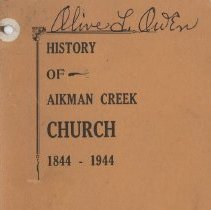 Olive L. Owen
HISTORY
OF
AIKMAN CREEK
CHURCH
1844 - 1944